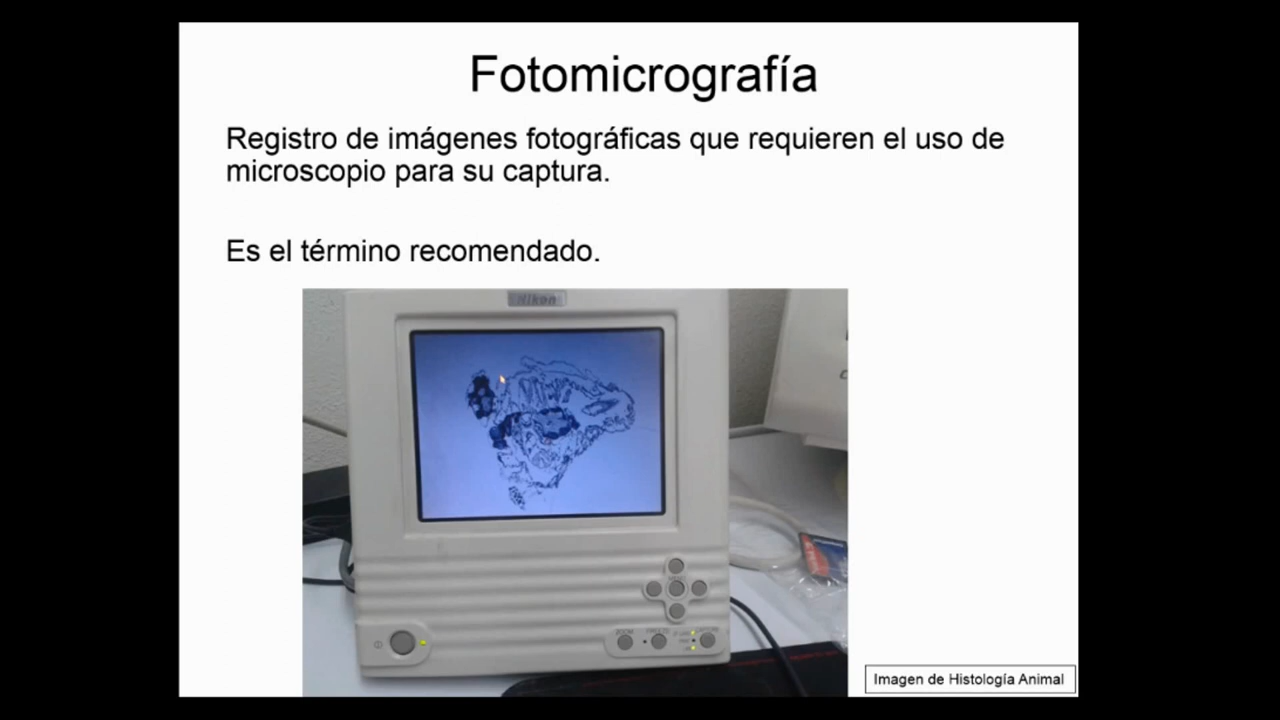 Fotomicrografía
Registro de imágenes fotográficas que requieren el uso de
microscopio para su captura.
Es el término recomendado.
Nikon
ZOOM
Imagen de Histología Animal